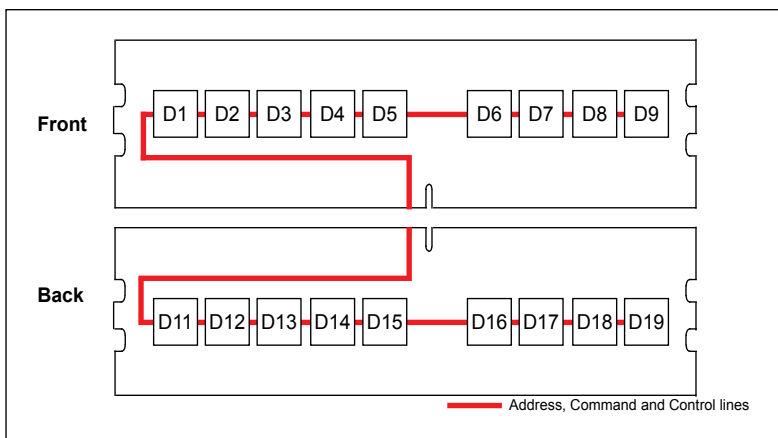 Front
D1 D2 D3 D4 D5 D6 D7 D8 D9
Back
D11 D12 D13 D14 D15 D16 D17 D18 D19
Address, Command and Control lines